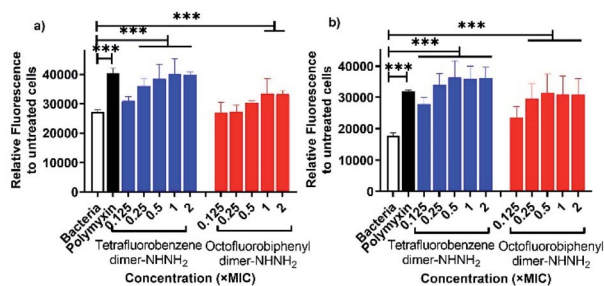 a)
***
***
***
Relative Fluorescence
to untreated cells
50000
40000
30000
20000
10000
0
Bacteria
Polymyxin
0.125
0.25
0.5
1
2
0.125
0.25
0.5
1
2
Tetrafluorobenzene
dimer-NHNH2
Octofluorobiphenyl
dimer-NHNH2
Concentration (×MIC)
b)
***
***
***
Relative Fluorescence
to untreated cells
50000
40000
30000
20000
10000
0
Bacteria
Polymyxin
0.125
0.25
0.5
1
2
0.125
0.25
0.5
1
2
Tetrafluorobenzene
dimer-NHNH2
Octofluorobiphenyl
dimer-NHNH2
Concentration (×MIC)